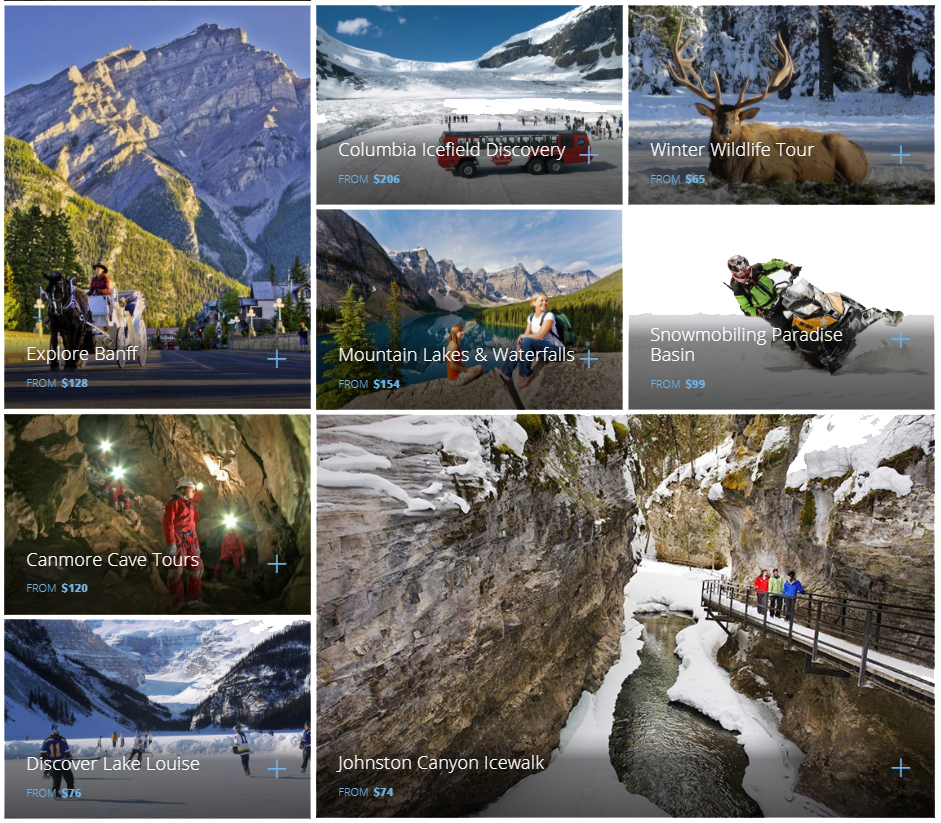 Explore Banff
FROM $128
Columbia Icefield Discovery
FROM $206
Winter Wildlife Tour
FROM $65
Mountain Lakes & Waterfalls
FROM $154
Snowmobiling Paradise
Basin
FROM $99
Canmore Cave Tours
FROM $120
Discover Lake Louise
FROM $76
11
Johnston Canyon Icewalk
FROM $74